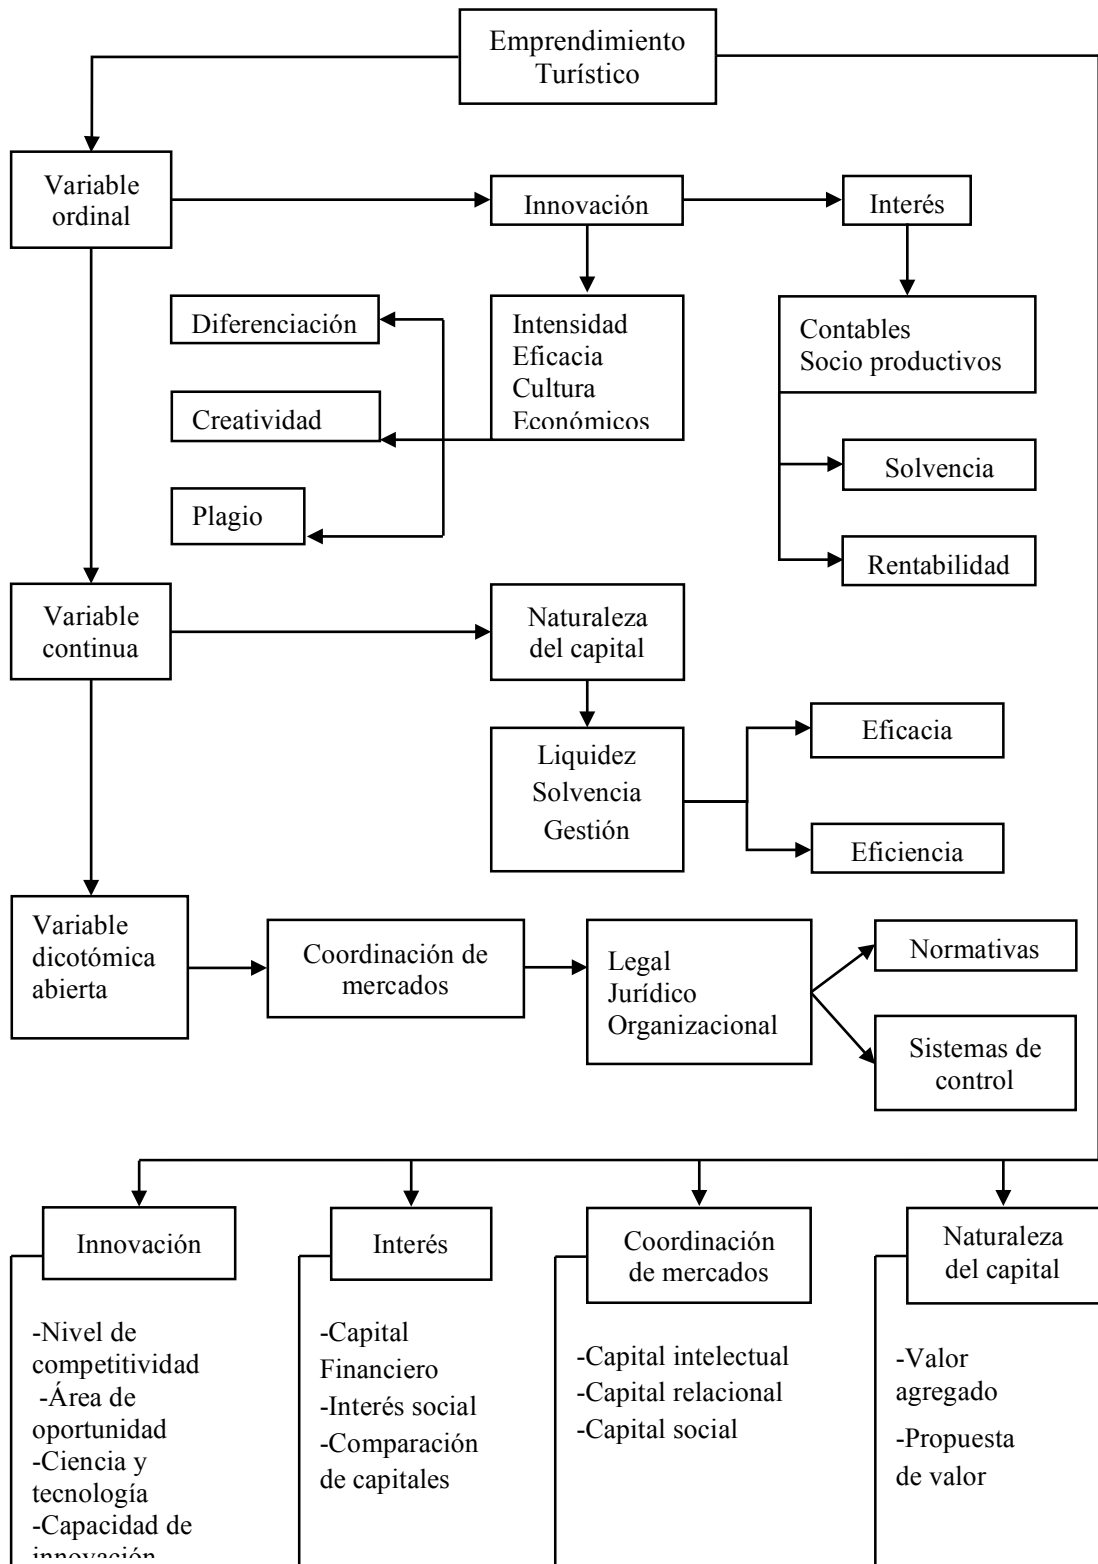 Emprendimiento
Turístico
Variable
ordinal
Innovación
Interés
Diferenciación
Intensidad
Eficacia
Cultura
Económicos
Contables
Socio productivos
Creatividad
Solvencia
Plagio
Rentabilidad
Variable
continua
Naturaleza
del capital
Liquidez
Solvencia
Gestión
Eficacia
Eficiencia
Variable
dicotómica
abierta
Coordinación de
mercados
Legal
Jurídico
Organizacional
Normativas
Sistemas de
control
Innovación
Interés
Coordinación
de mercados
Naturaleza
del capital
-Nivel de
competitividad
-Área de
oportunidad
-Ciencia y
tecnología
-Capacidad de
innovación
-Capital
Financiero
-Interés social
-Comparación
de capitales
-Capital intelectual
-Capital relacional
-Capital social
-Valor
agregado
-Propuesta
de valor